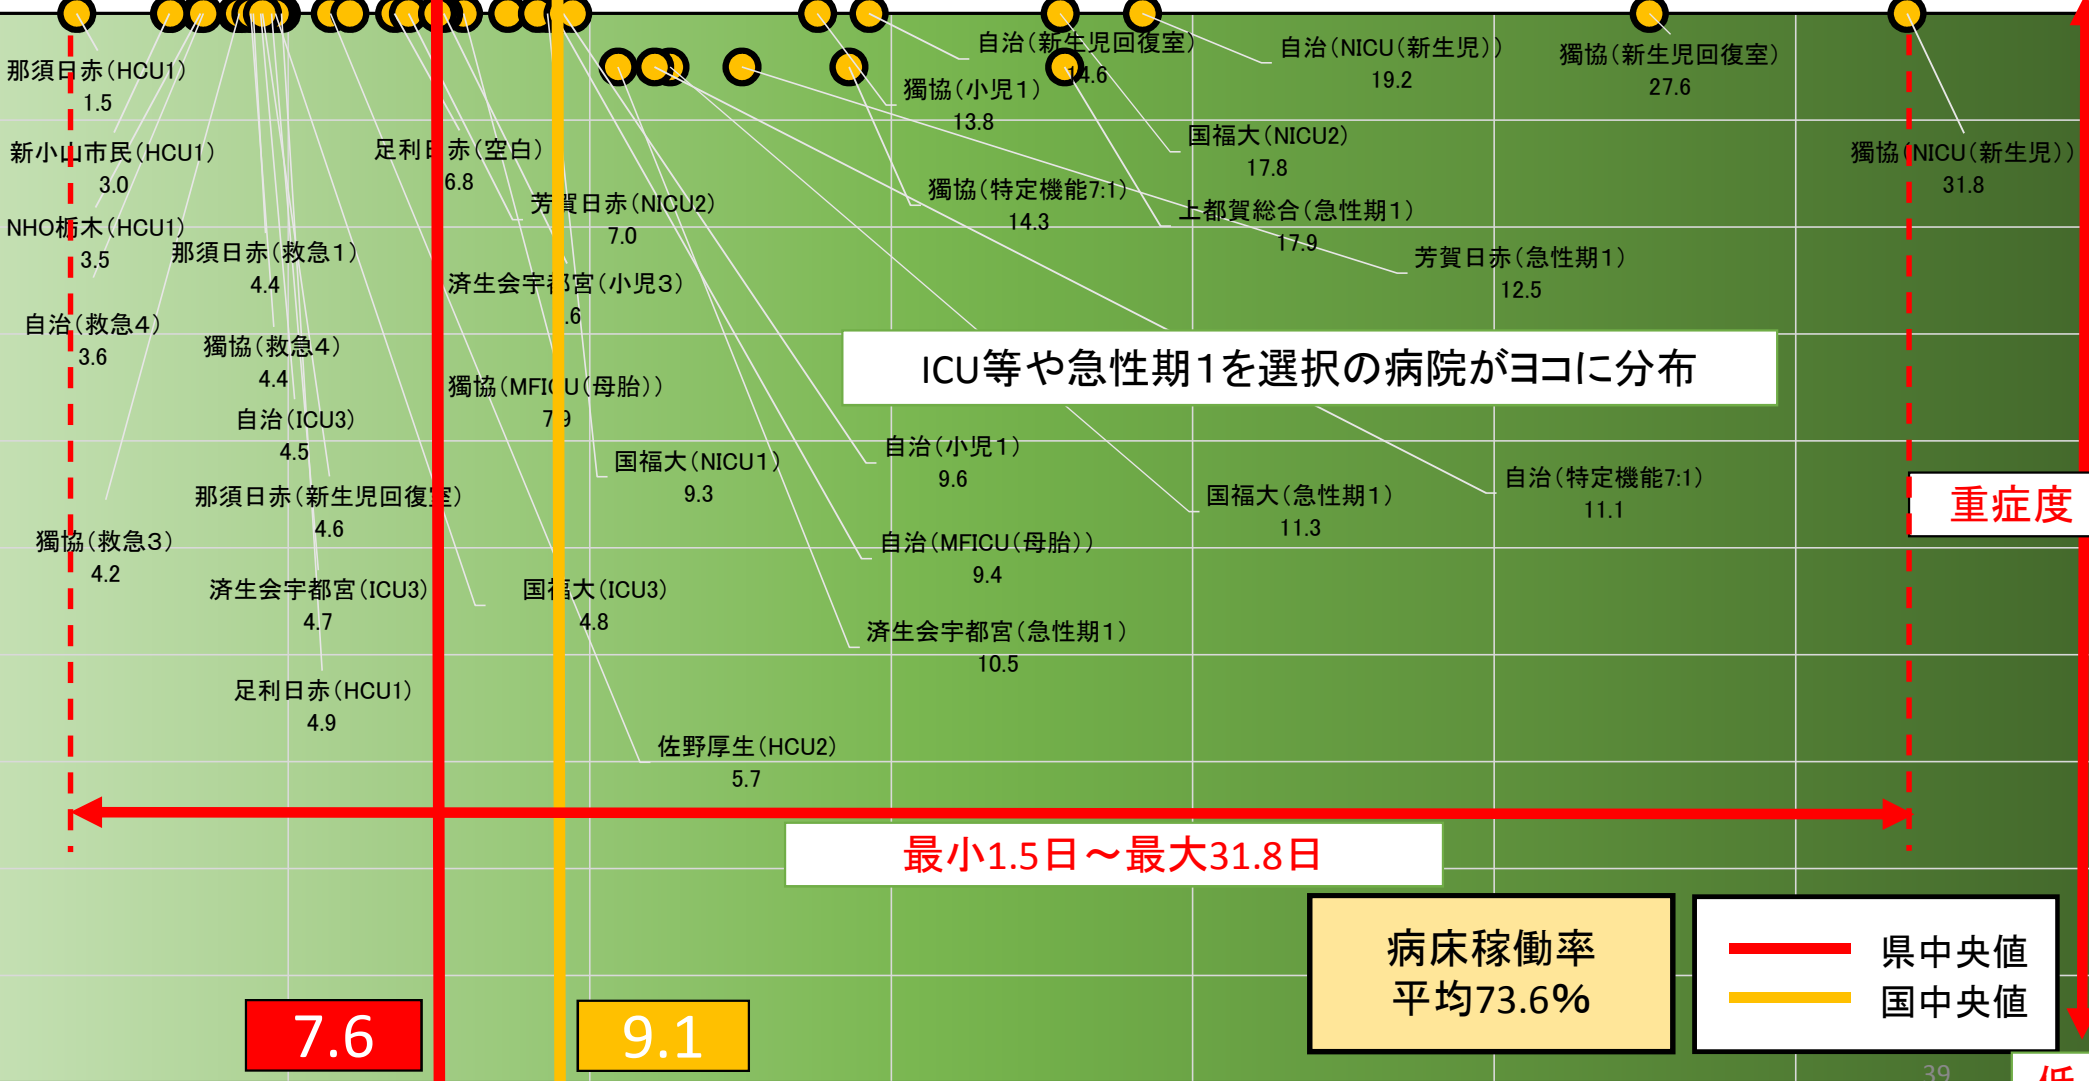 那須日赤(HCU1)
1.5
新小山市民(HCU1)
3.0
NHO栃木(HCU1)
3.5
自治(救急4)
3.6
獨協(救急3)
4.2
那須日赤(救急1)
4.4
獨協(救急4)
4.4
自治(ICU3)
4.5
那須日赤(新生児回復室)
4.6
済生会宇都宮(ICU3)
4.7
足利日赤(HCU1)
4.9
足利日赤(空白)
6.8
芳賀日赤(NICU2)
7.0
済生会宇都宮(小児3)
.6
獨協(MFICU(母胎))
7.9
国福大(NICU1)
9.3
国福大(ICU3)
4.8
佐野厚生(HCU2)
5.7
自治(新生児回復室)
14.6
獨協(小児1)
13.8
獨協(特定機能7:1)
14.3
自治(NICU(新生児))
19.2
国福大(NICU2)
17.8
上都賀総合(急性期1)
17.9
芳賀日赤(急性期1)
12.5
獨協(新生児回復室)
27.6
獨協(NICU(新生児))
31.8
ICU等や急性期1を選択の病院がヨコに分布
自治(小児1)
9.6
自治(MFICU(母胎))
9.4
済生会宇都宮(急性期1)
10.5
国福大(急性期1)
11.3
自治(特定機能7:1)
11.1
重症度
最小1.5日～最大31.8日
病床稼働率
平均73.6%
県中央値
国中央値
7.6
9.1
39
低